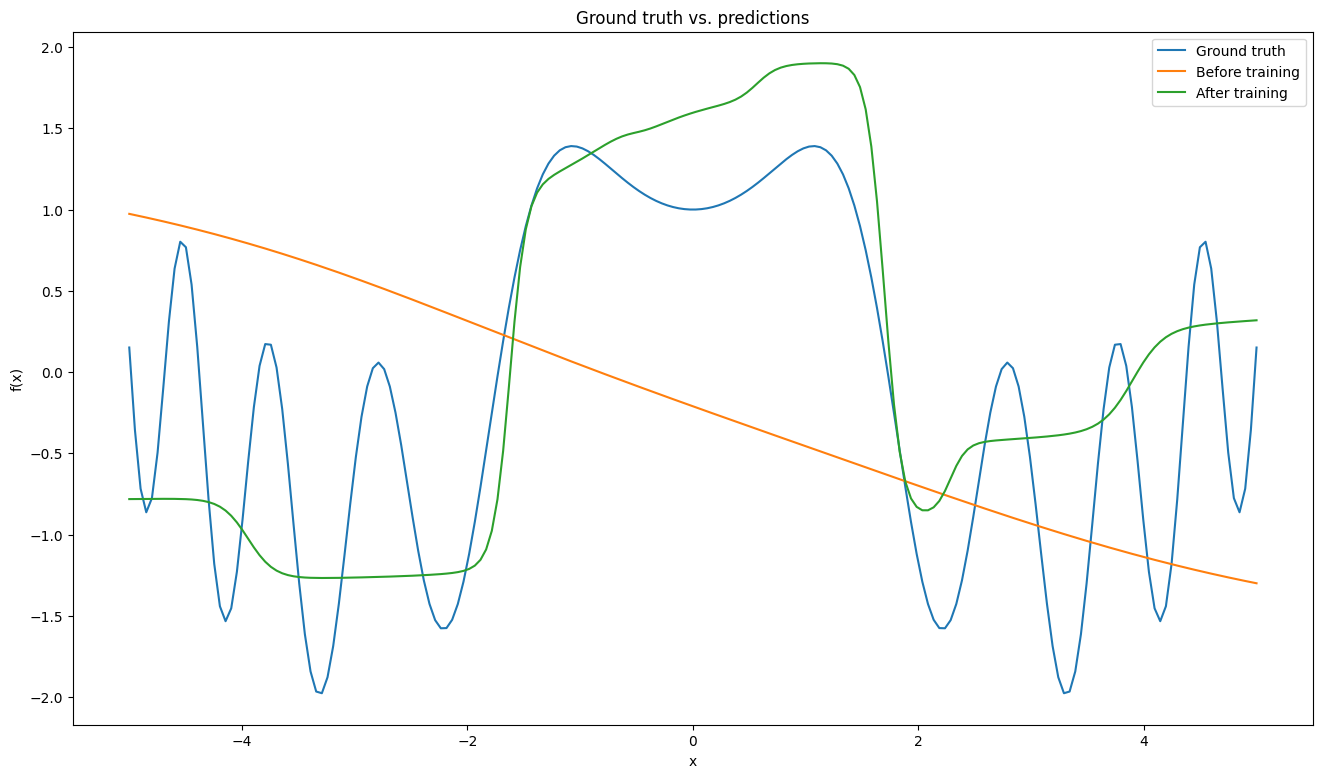 Ground truth vs. predictions
Ground truth
Before training
After training
2.0
1.5
1.0
0.5
0.0
−0.5
−1.0
−1.5
−2.0
f(x)
−4
−2
0
2
4
x